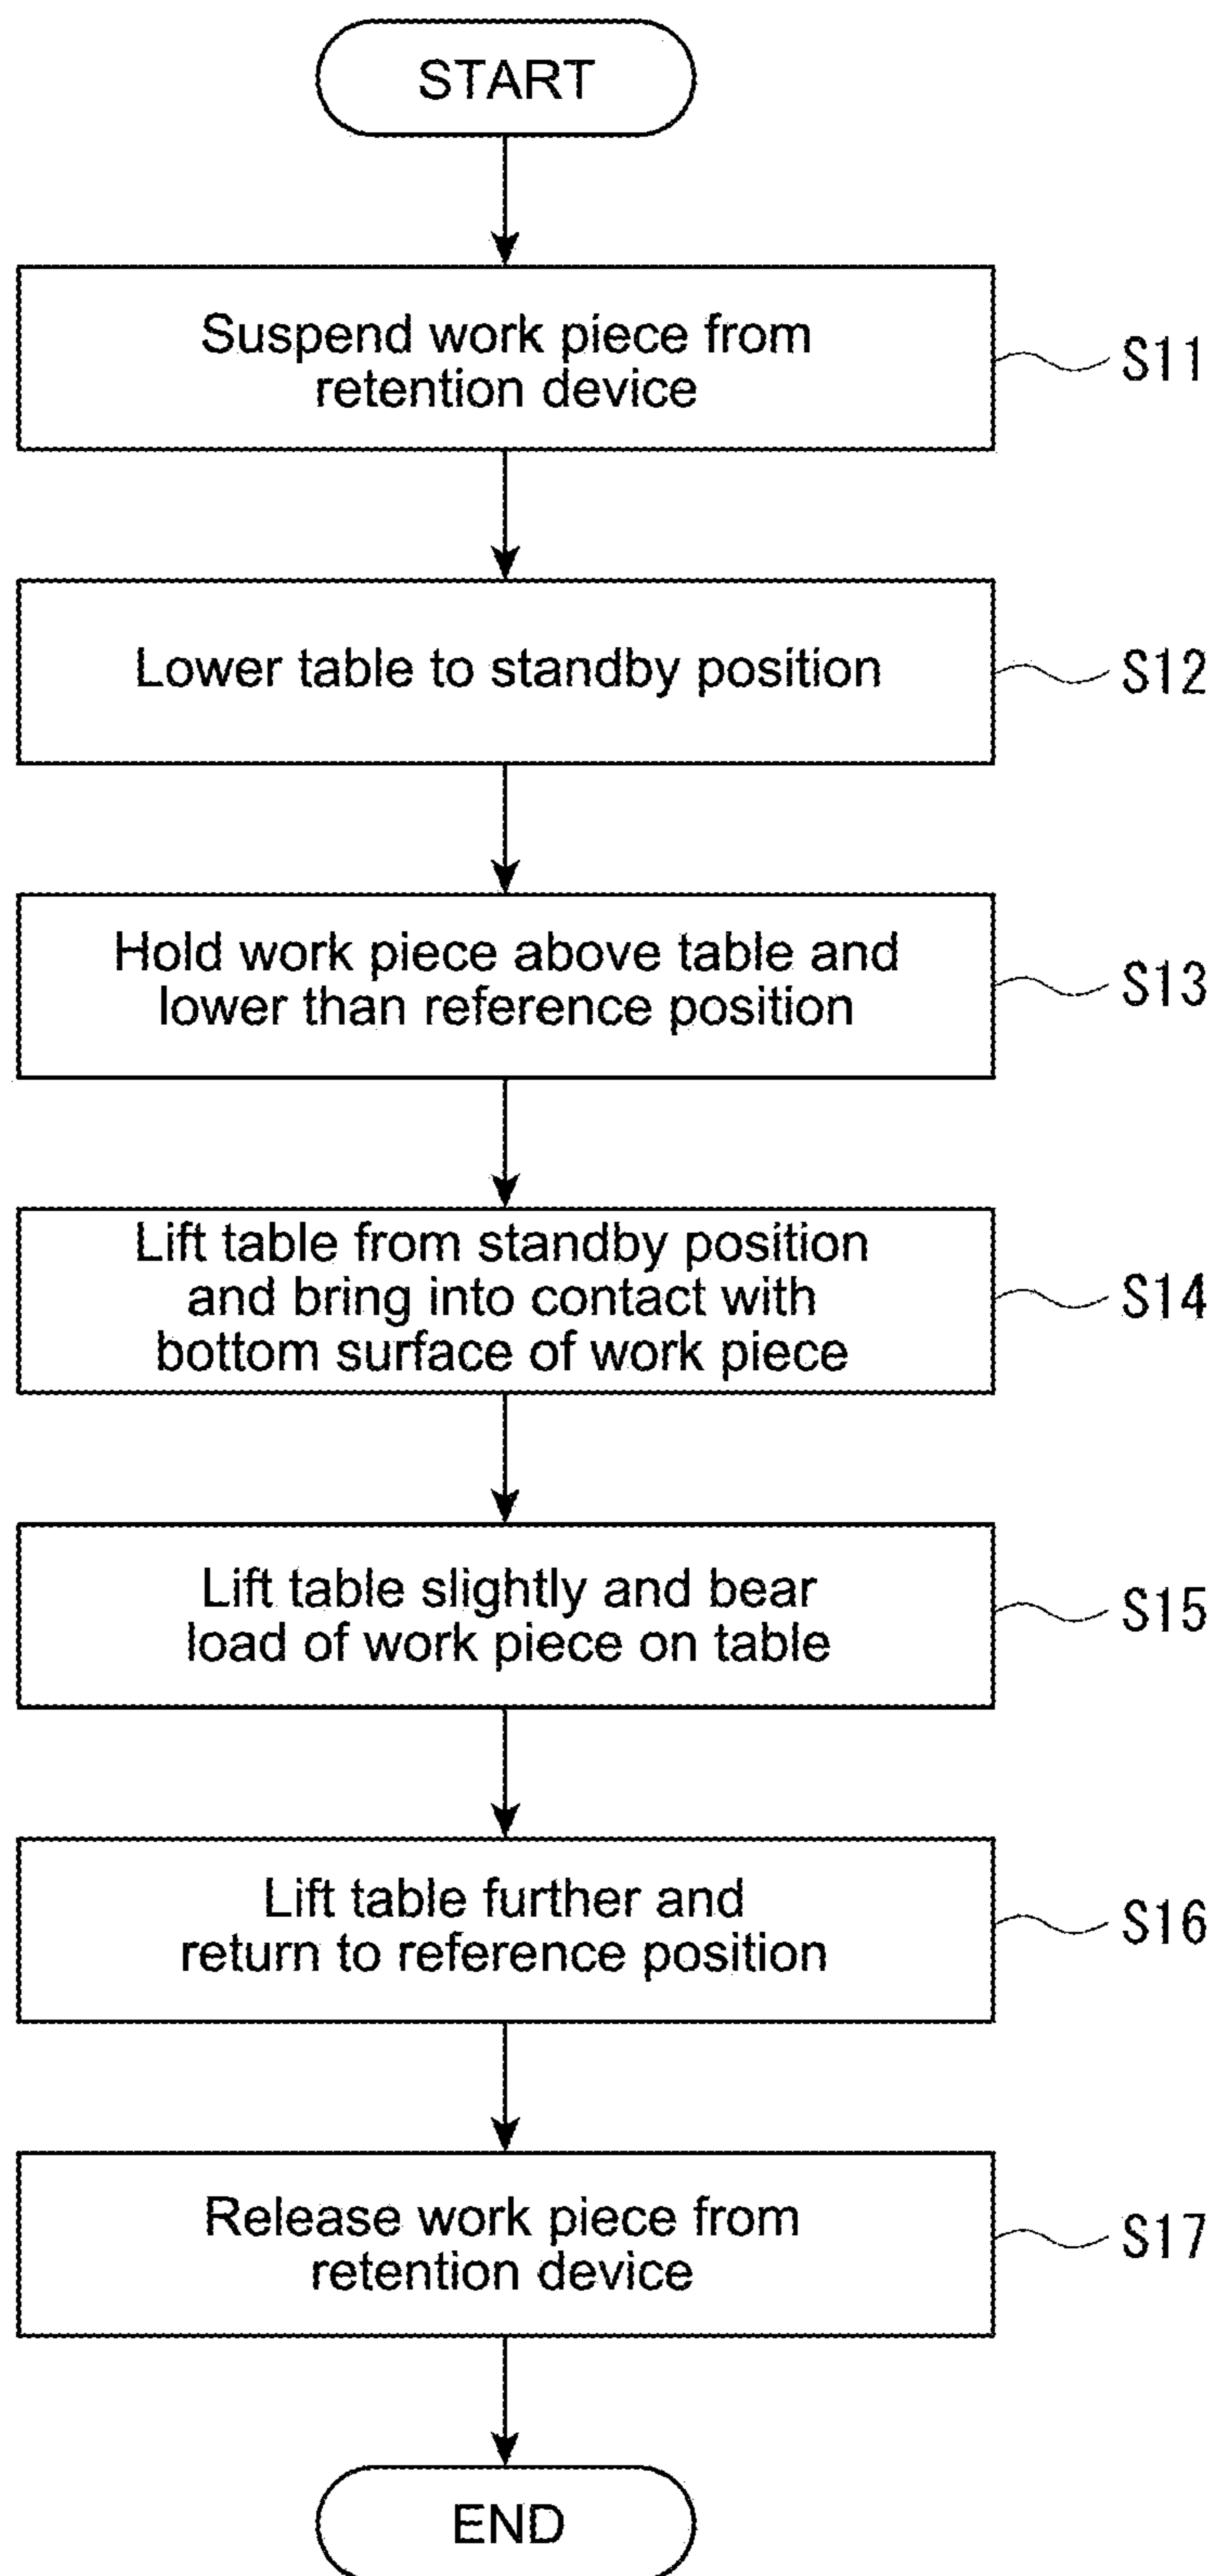 START
Suspend work piece from
retention device
S11
Lower table to standby position
S12
Hold work piece above table and
lower than reference position
S13
Lift table from standby position
and bring into contact with
bottom surface of work piece
S14
Lift table slightly and bear
load of work piece on table
S15
Lift table further and
return to reference position
S16
Release work piece from
retention device
S17
END